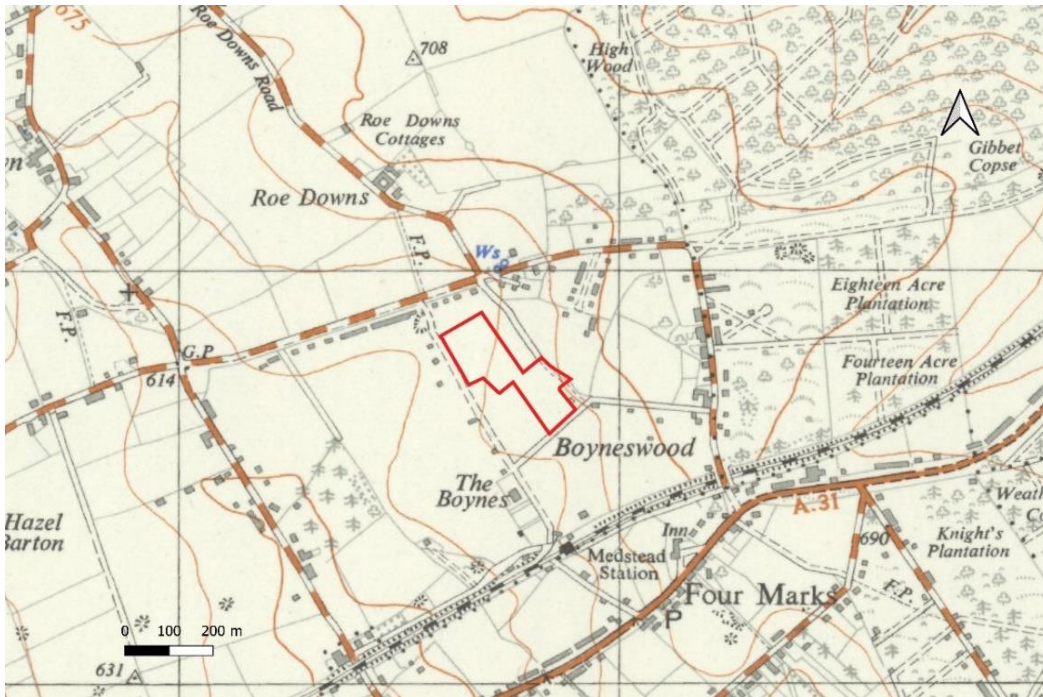 675
Roe Downs Road
708
High
Wood
Roe Downs
Cottages
Gibbet
Copse
Roe Downs
F.P.
Ws
Eighteen Acre
Plantation
F.P.
G.P
614
Fourteen Acre
Plantation
Boyneswood
The
Boynes
A.31
Hazel
Barton
Inn
Medstead
Station
690
Knight's
Plantation
Four Marks
P
F.P.
0 100 200 m
631